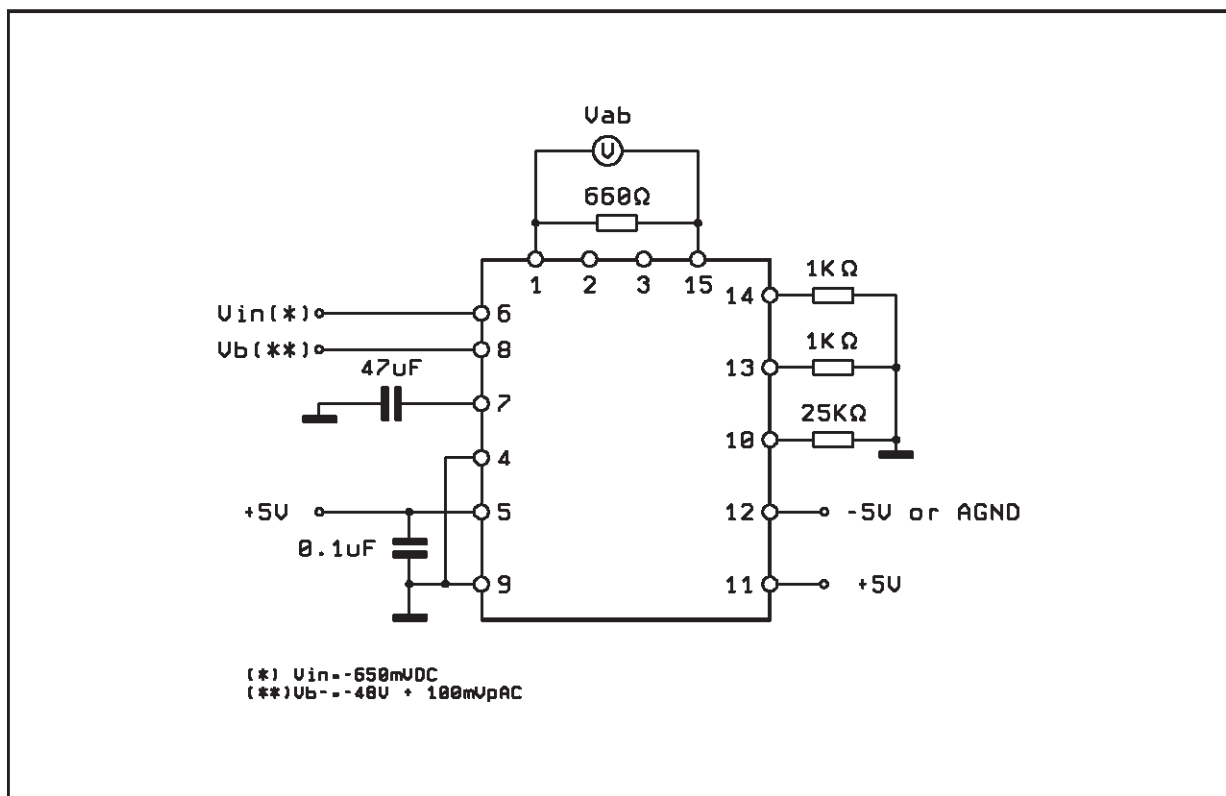 Vab
V
660Ω
1 2 3 15
1KΩ
14
Vin(*) 6
Vb(**) 8
1KΩ
13
47uF
7
25KΩ
10
4
+5V 5
12 -5V or AGND
0.1uF
9
11 +5V
(*) Vin=-650mVDC
(**)Vb-=-48V + 100mVpAC